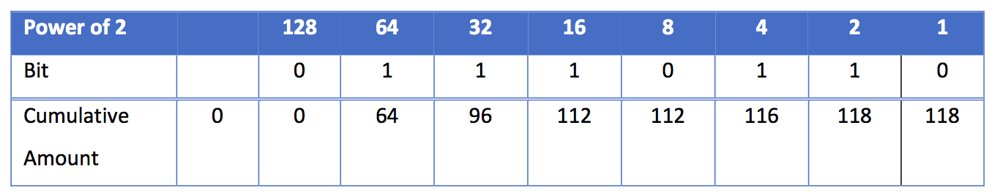 Power of 2 128 64 32 16 8 4 2 1
Bit 0 1 1 1 0 1 1 0
Cumulative 0 0 64 96 112 112 116 118 118
Amount